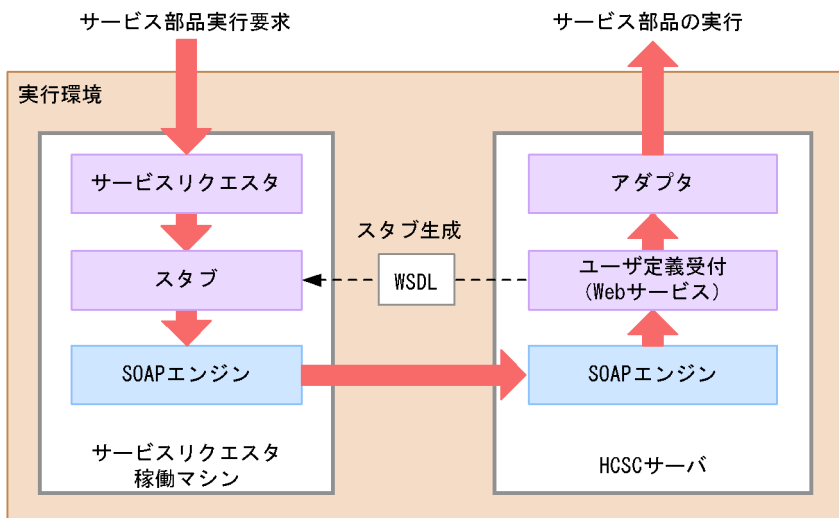 サービス部品実行要求
サービス部品の実行
実行環境
サービスリクエスタ
アダプタ
スタブ生成
スタブ
WSDL
ユーザ定義受付
(Webサービス)
SOAPエンジン
SOAPエンジン
サービスリクエスタ
稼働マシン
HCSCサーバ